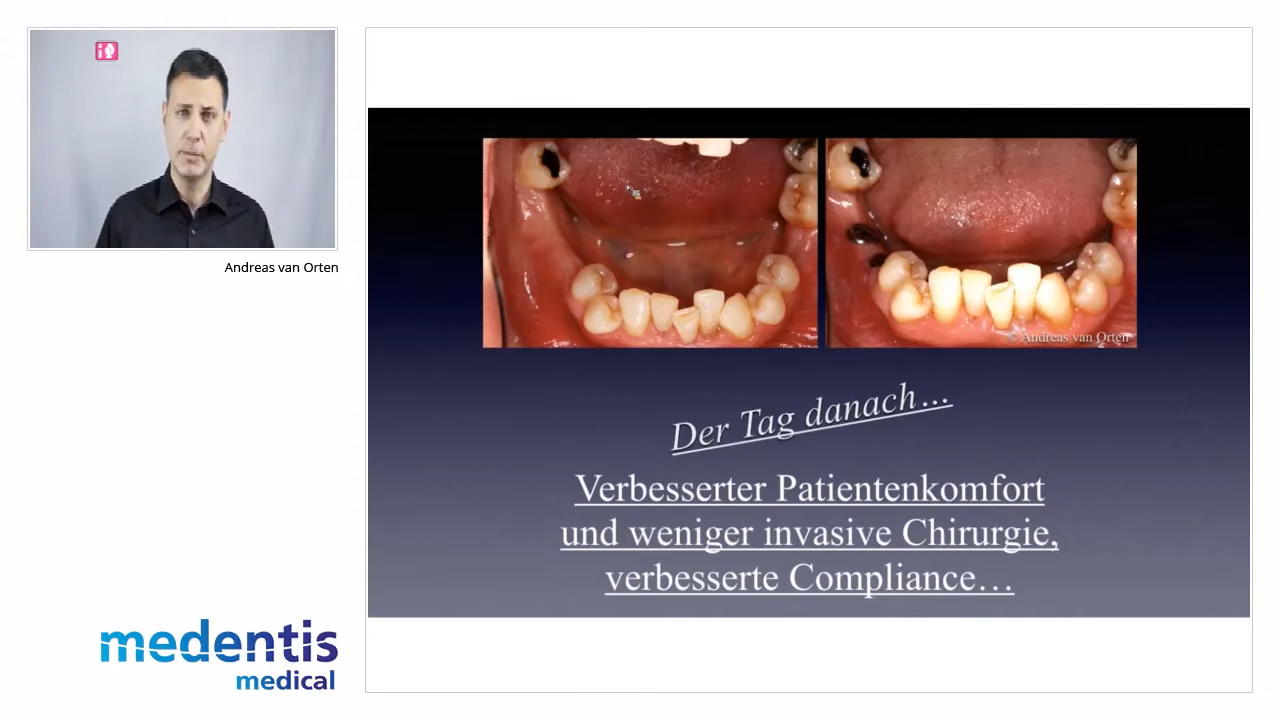 Andreas van Orten
© Andreas van Orten
Der Tag danach...
Verbesserter Patientenkomfort
und weniger invasive Chirurgie,
verbesserte Compliance…
medentis
medical